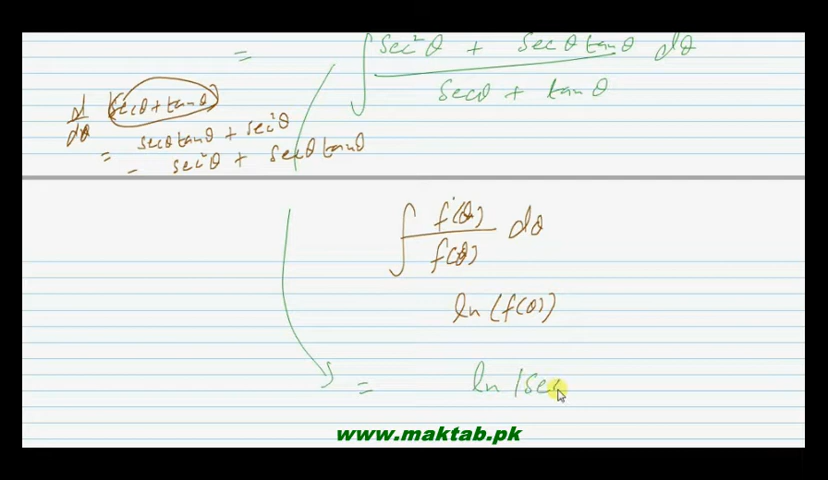 = ∫ sec²θ + secθ tanθ / secθ + tanθ dθ
d/dθ (secθ + tanθ)
= secθ tanθ + sec²θ
= sec²θ + secθ tanθ
∫ f'(θ) / f(θ) dθ
ln (f(θ))
= ln |sec
www.maktab.pk